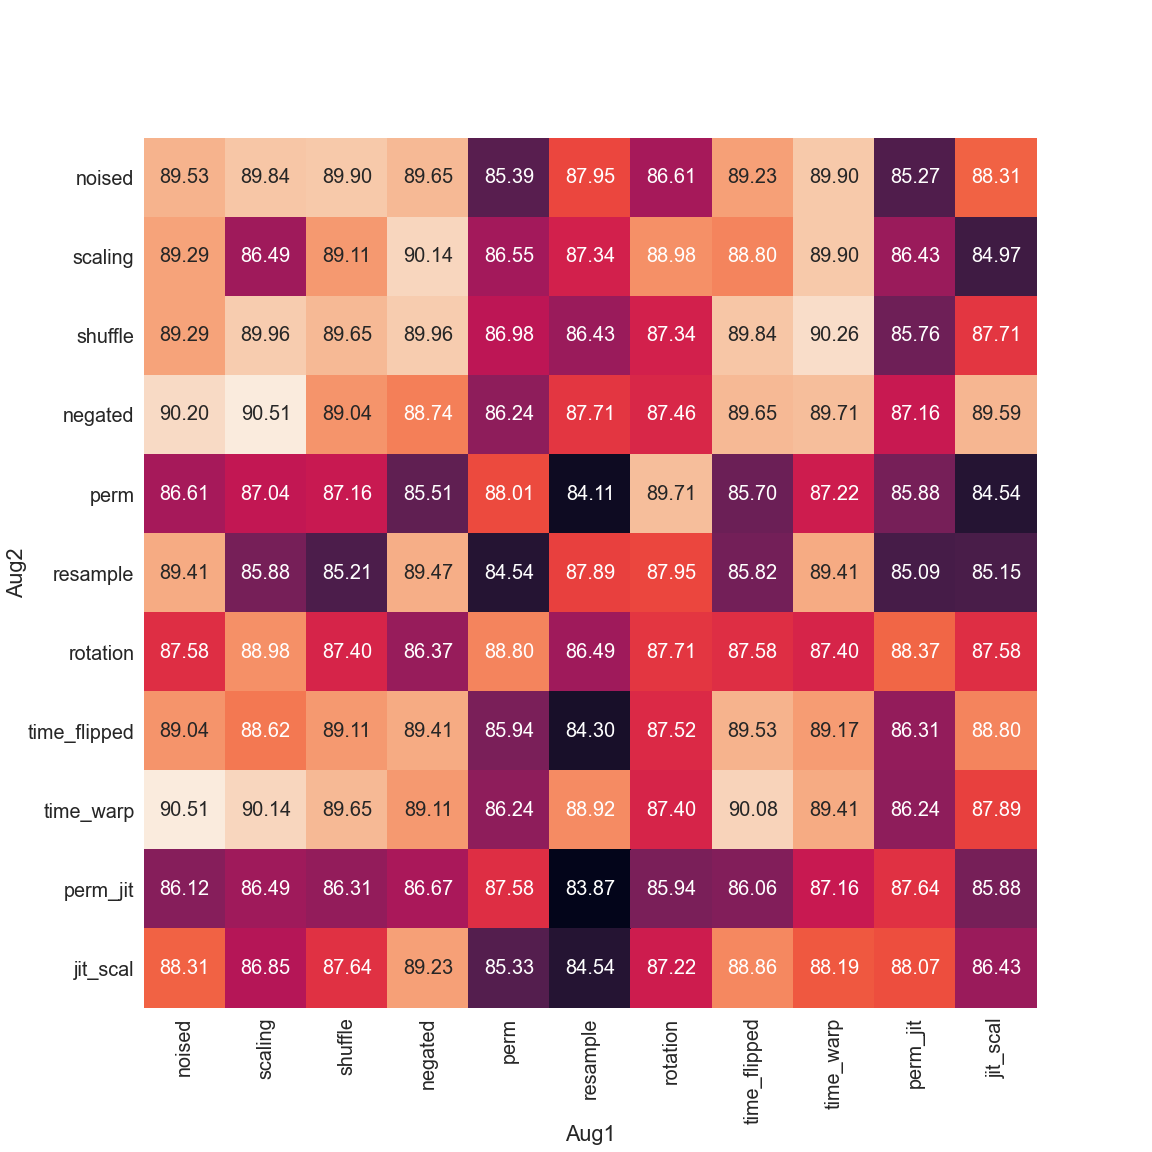 noised 89.53 89.84 89.90 89.65 85.39 87.95 86.61 89.23 89.90 85.27 88.31
scaling 89.29 86.49 89.11 90.14 86.55 87.34 88.98 88.80 89.90 86.43 84.97
shuffle 89.29 89.96 89.65 89.96 86.98 86.43 87.34 89.84 90.26 85.76 87.71
negated 90.20 90.51 89.04 88.74 86.24 87.71 87.46 89.65 89.71 87.16 89.59
perm 86.61 87.04 87.16 85.51 88.01 84.11 89.71 85.70 87.22 85.88 84.54
Aug2
resample 89.41 85.88 85.21 89.47 84.54 87.89 87.95 85.82 89.41 85.09 85.15
rotation 87.58 88.98 87.40 86.37 88.80 86.49 87.71 87.58 87.40 88.37 87.58
time_flipped 89.04 88.62 89.11 89.41 85.94 84.30 87.52 89.53 89.17 86.31 88.80
time_warp 90.51 90.14 89.65 89.11 86.24 88.92 87.40 90.08 89.41 86.24 87.89
perm_jit 86.12 86.49 86.31 86.67 87.58 83.87 85.94 86.06 87.16 87.64 85.88
jit_scal 88.31 86.85 87.64 89.23 85.33 84.54 87.22 88.86 88.19 88.07 86.43
noised scaling shuffle negated perm resample rotation time_flipped time_warp perm_jit jit_scal
Aug1